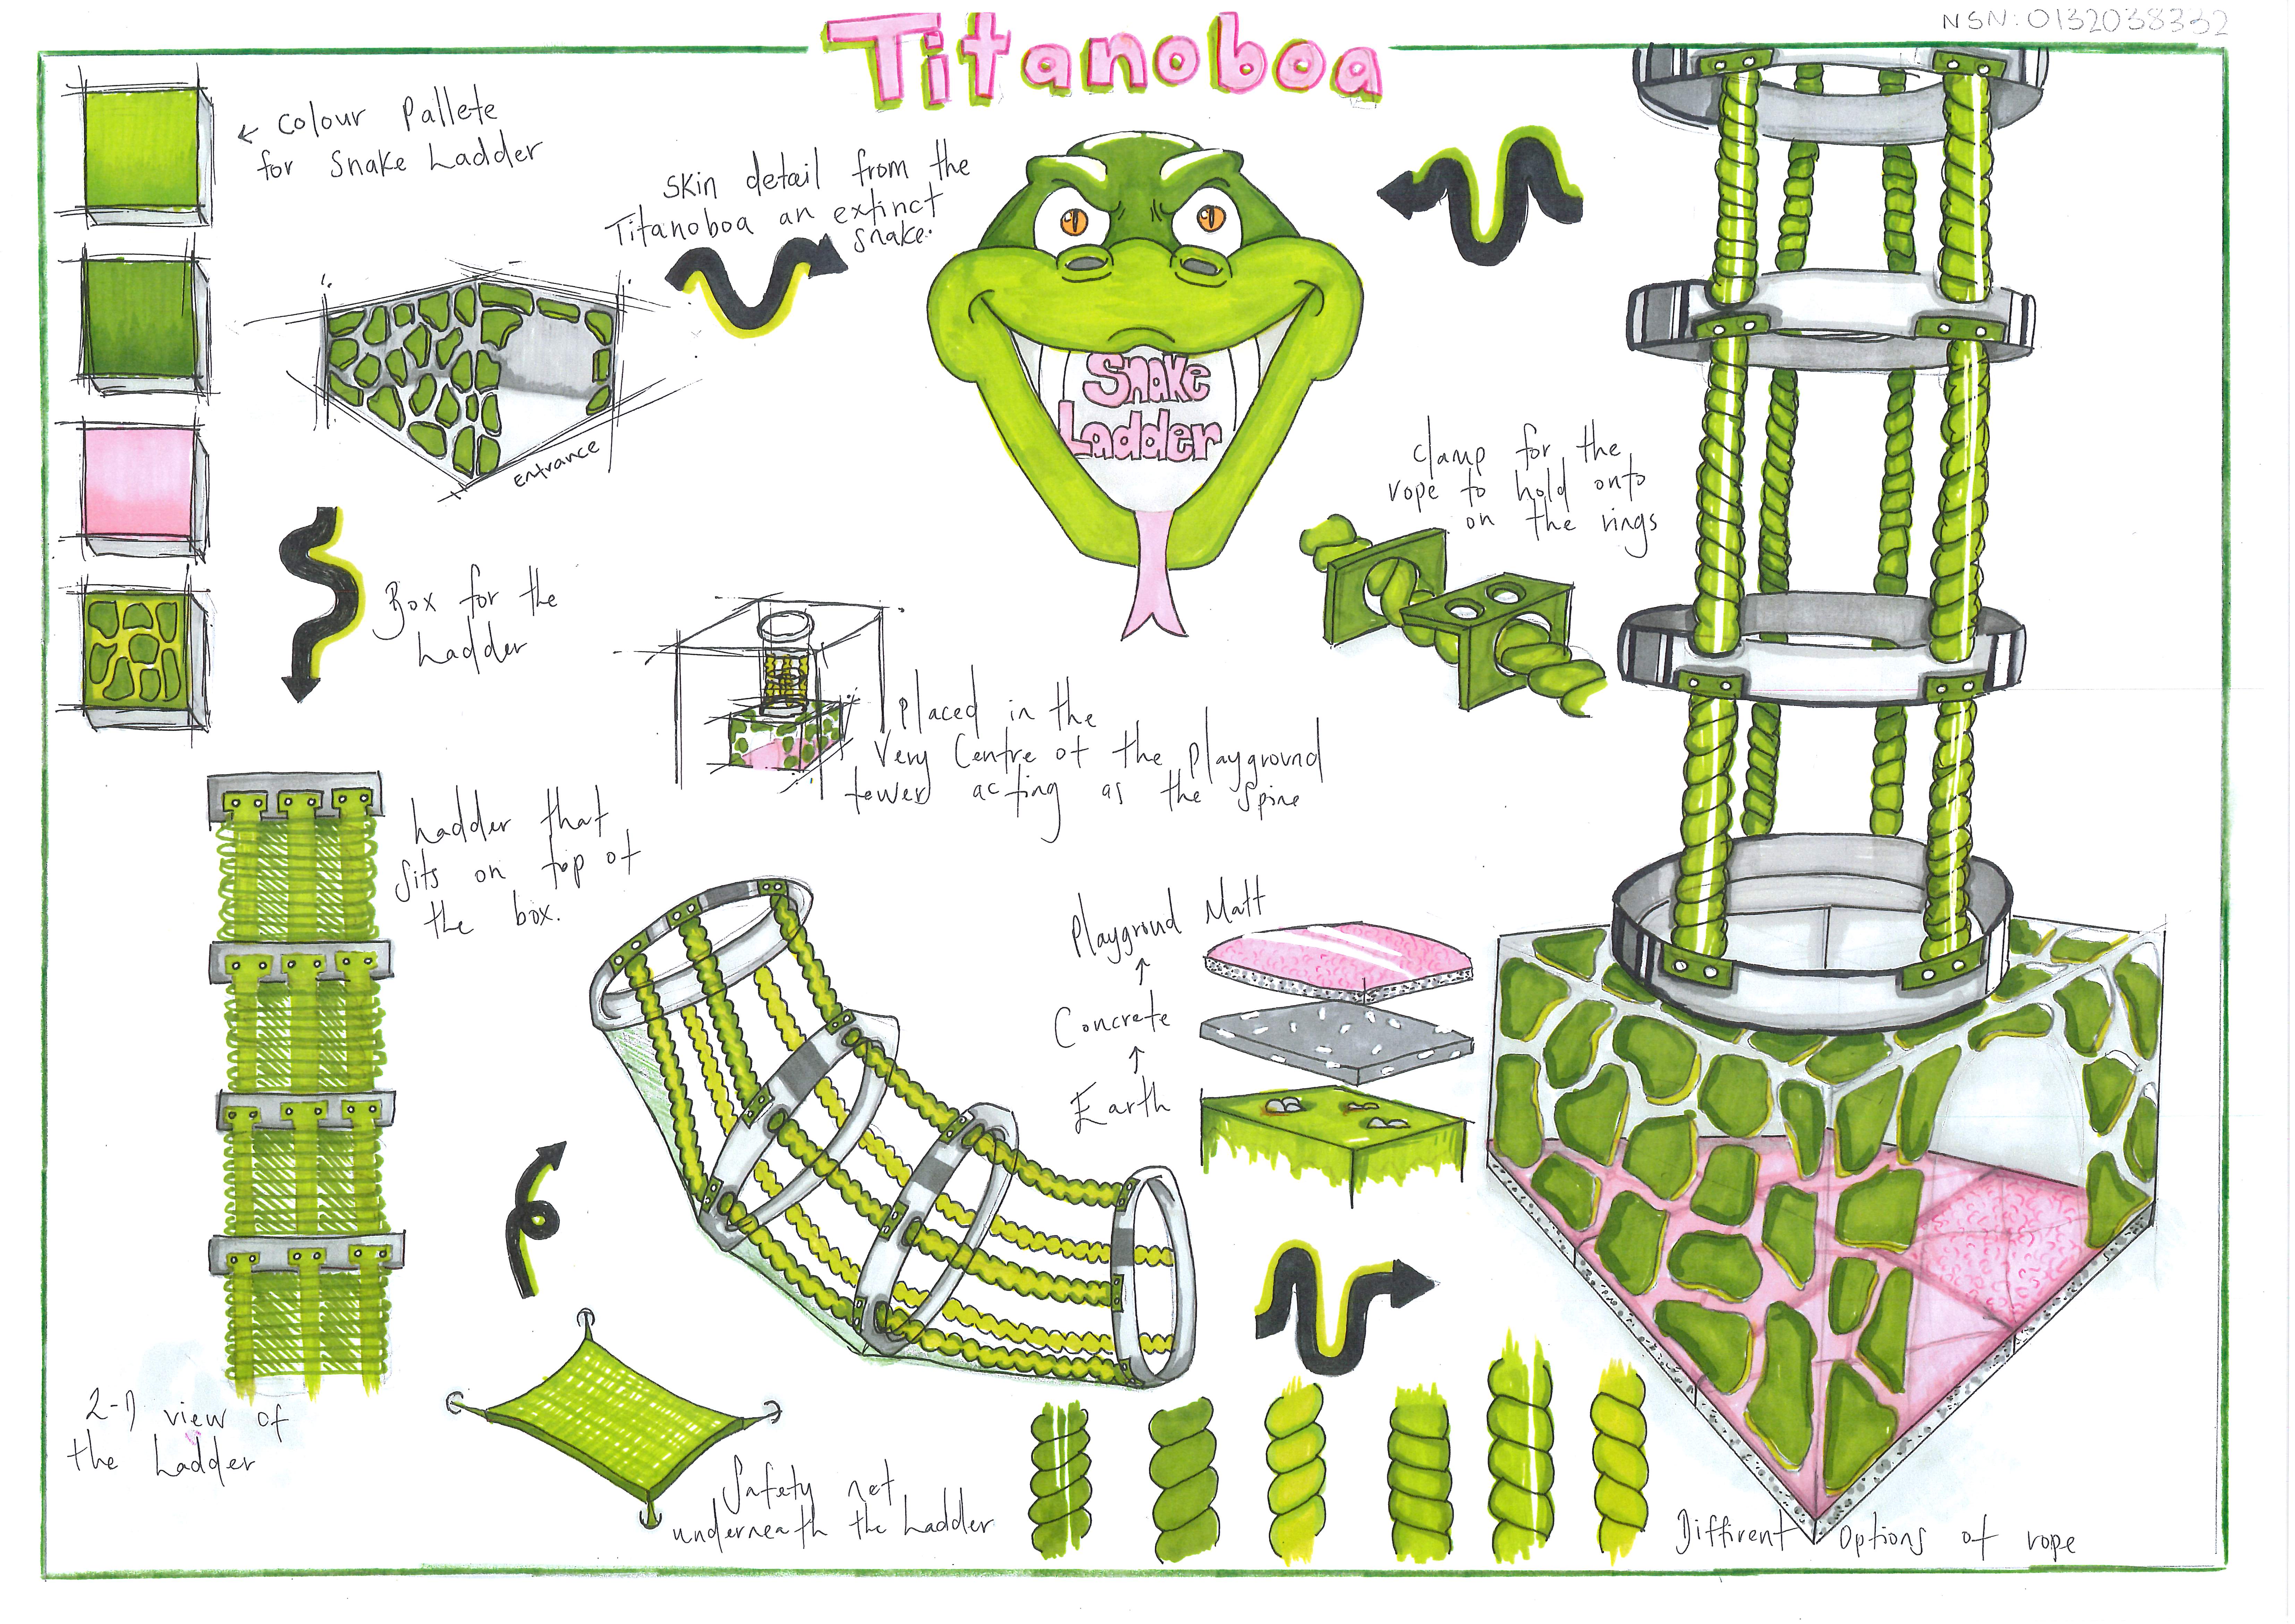 Titanoboa
NSN: 0132038332
← Colour Pallete
for Snake Ladder
Skin detail from the
Titanoboa an extinct
snake.
entrance
Snake
Ladder
clamp for the
rope to hold onto
on the rings
Box for the
Ladder
Placed in the
Very Centre of the Playground
tower acting as the Spine
Ladder that
Sits on top of
the box.
Playground Matt
↑
Concrete
↑
Earth
2-D view of
the Ladder
Safety net
underneath the Ladder
Diffirent Options of rope